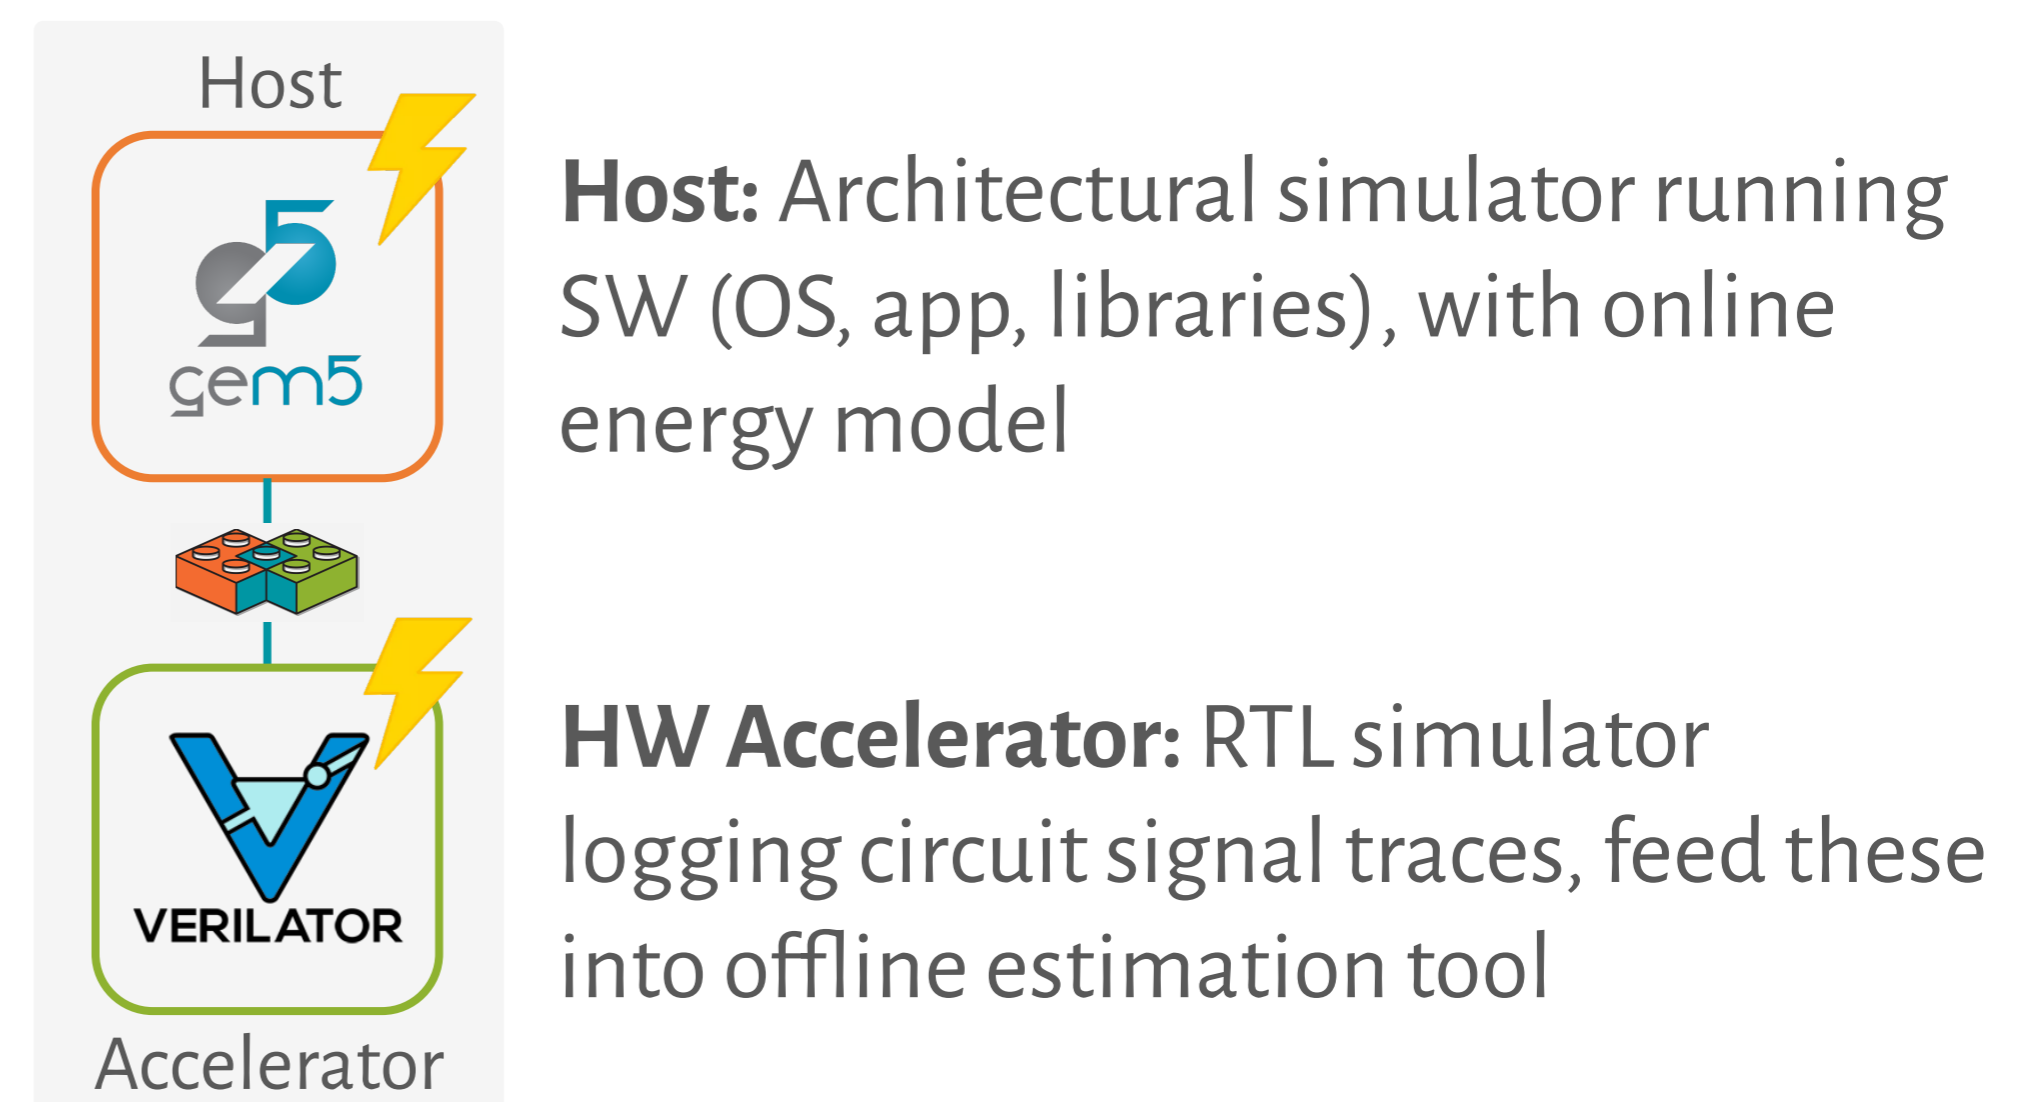 Host
gem5
Host: Architectural simulator running
SW (OS, app, libraries), with online
energy model
VERILATOR
Accelerator
HW Accelerator: RTL simulator
logging circuit signal traces, feed these
into offline estimation tool